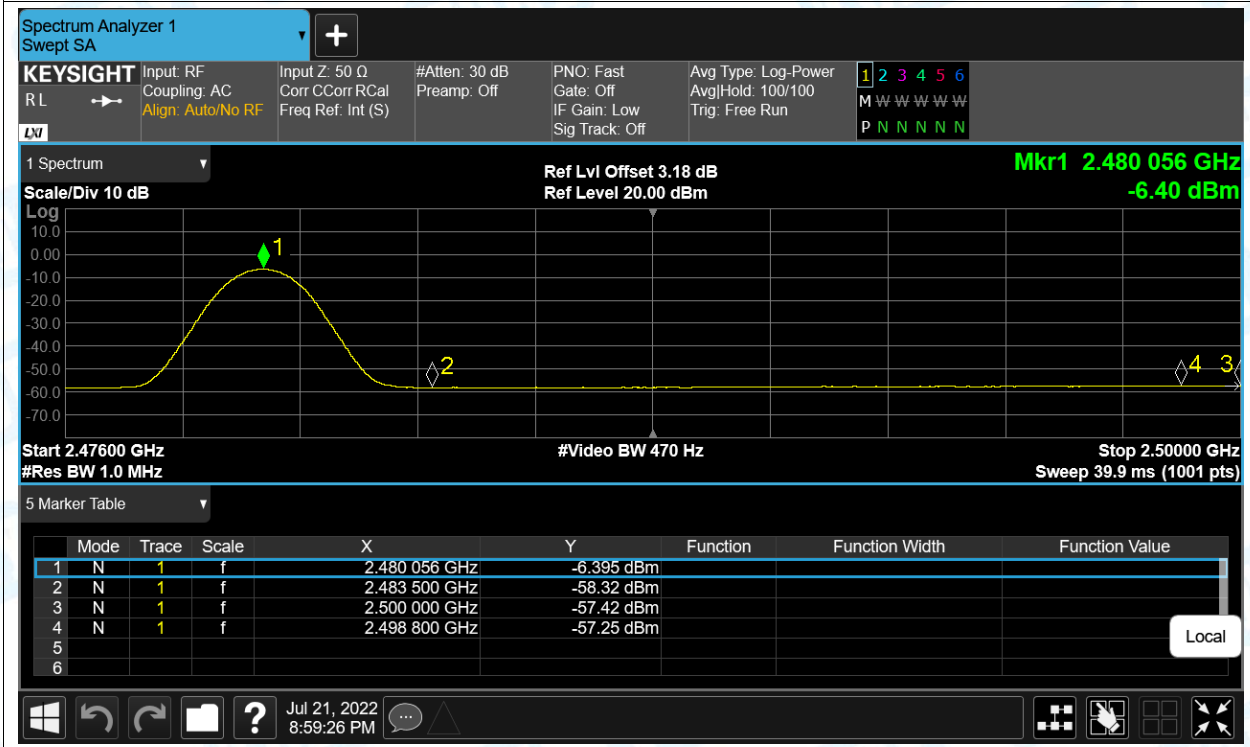 Spectrum Analyzer 1
Swept SA
KEYSIGHT
R L
LXI
Input: RF
Coupling: AC
Align: Auto/No RF
Input Z: 50 Ω
Corr CCorr RCal
Freq Ref: Int (S)
#Atten: 30 dB
Preamp: Off
PNO: Fast
Gate: Off
IF Gain: Low
Sig Track: Off
Avg Type: Log-Power
Avg|Hold: 100/100
Trig: Free Run
1 2 3 4 5 6
M W W W W W
P N N N N N
1 Spectrum
Scale/Div 10 dB
Ref Lvl Offset 3.18 dB
Ref Level 20.00 dBm
Mkr1 2.480 056 GHz
-6.40 dBm
Log
10.0
0.00
-10.0
-20.0
-30.0
-40.0
-50.0
-60.0
-70.0
1
2
4
3
Start 2.47600 GHz
#Video BW 470 Hz
Stop 2.50000 GHz
#Res BW 1.0 MHz
Sweep 39.9 ms (1001 pts)
5 Marker Table
Mode Trace Scale X Y Function Function Width Function Value
1 N 1 f 2.480 056 GHz -6.395 dBm
2 N 1 f 2.483 500 GHz -58.32 dBm
3 N 1 f 2.500 000 GHz -57.42 dBm
4 N 1 f 2.498 800 GHz -57.25 dBm
5
6
Local
?
Jul 21, 2022
8:59:26 PM